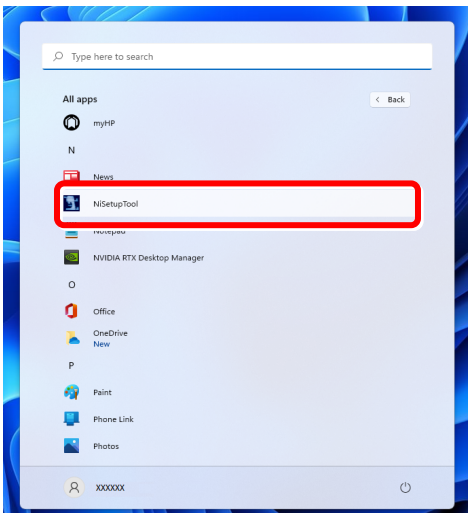 Type here to search
All apps
< Back
myHP
N
News
NiSetupTool
Notepad
NVIDIA RTX Desktop Manager
O
Office
OneDrive
New
P
Paint
Phone Link
Photos
XXXXXX